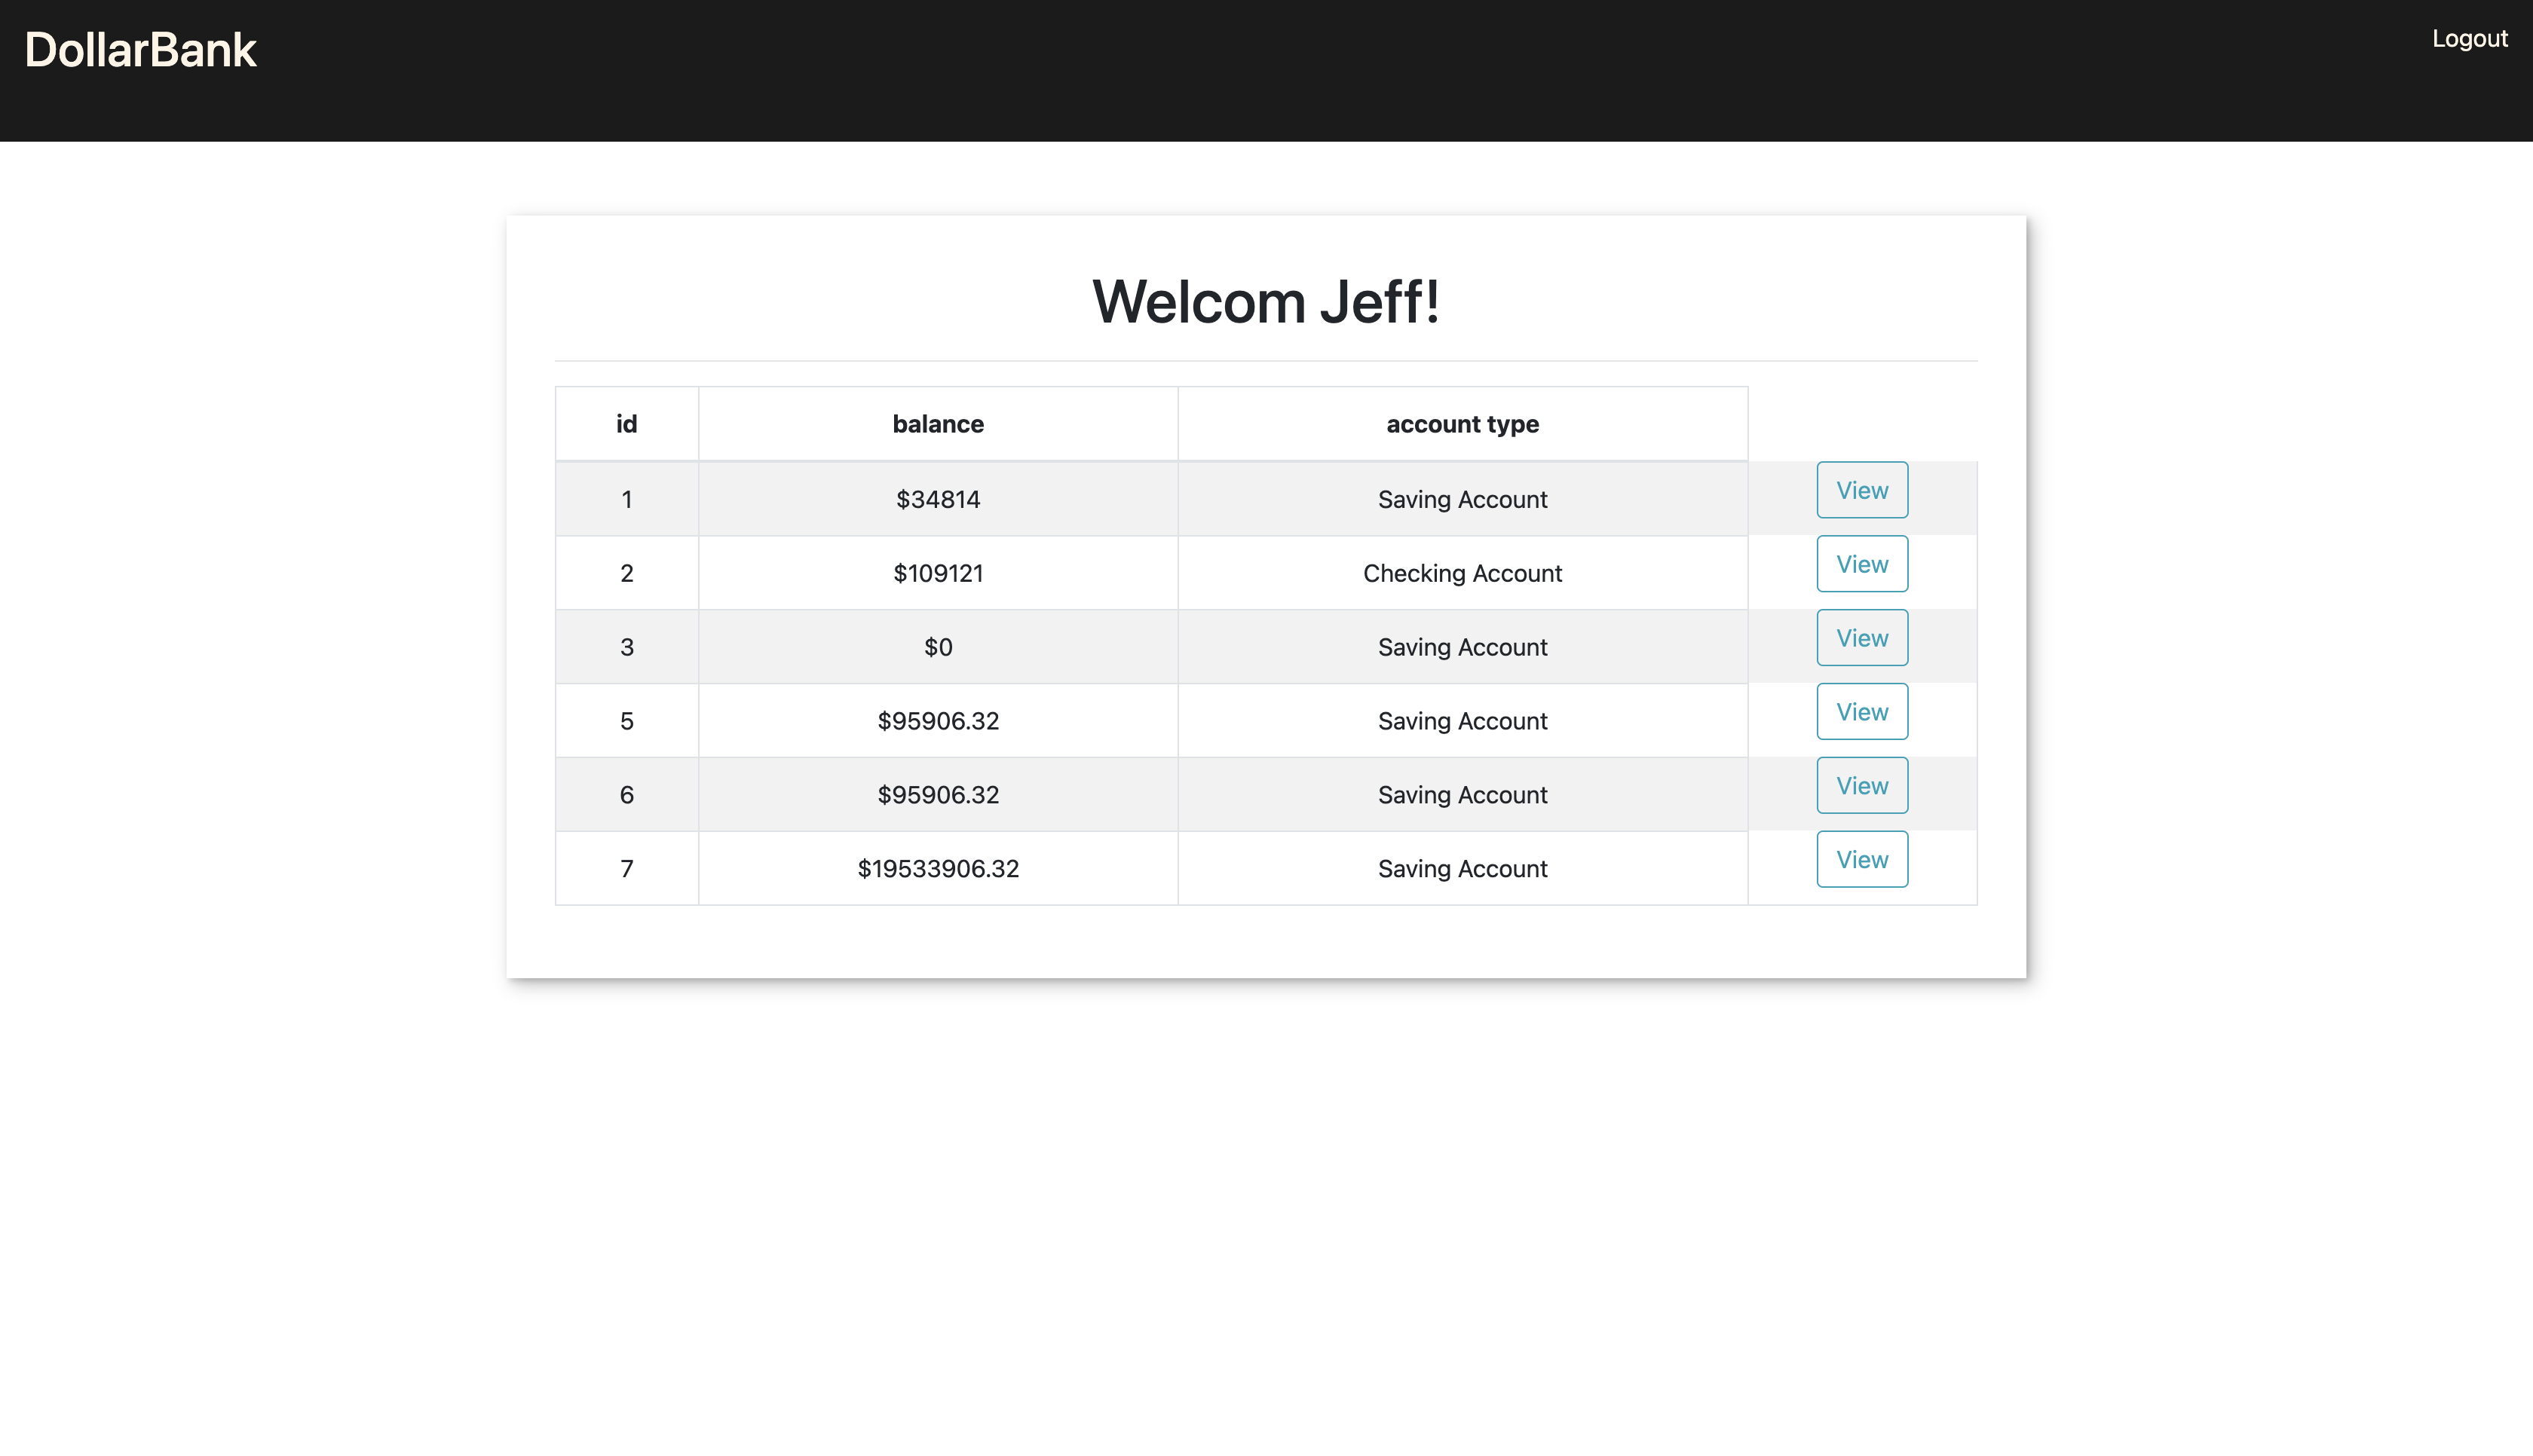 DollarBank
Logout
Welcom Jeff!
id balance account type
1 $34814 Saving Account View
2 $109121 Checking Account View
3 $0 Saving Account View
5 $95906.32 Saving Account View
6 $95906.32 Saving Account View
7 $19533906.32 Saving Account View